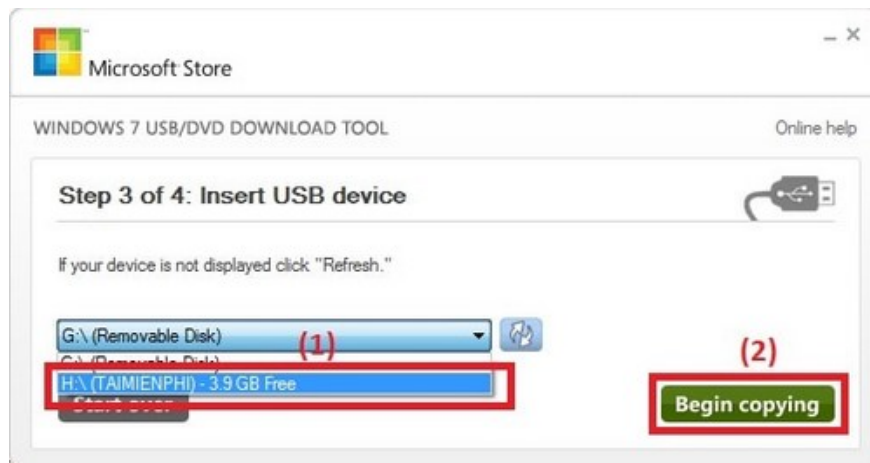 Microsoft Store
WINDOWS 7 USB/DVD DOWNLOAD TOOL Online help
Step 3 of 4: Insert USB device
If your device is not displayed click "Refresh."
G:\ (Removable Disk)
(1)
G:\ (Removable Disk)
H:\ (TAIMIENPHI) - 3.9 GB Free
Start over
(2)
Begin copying